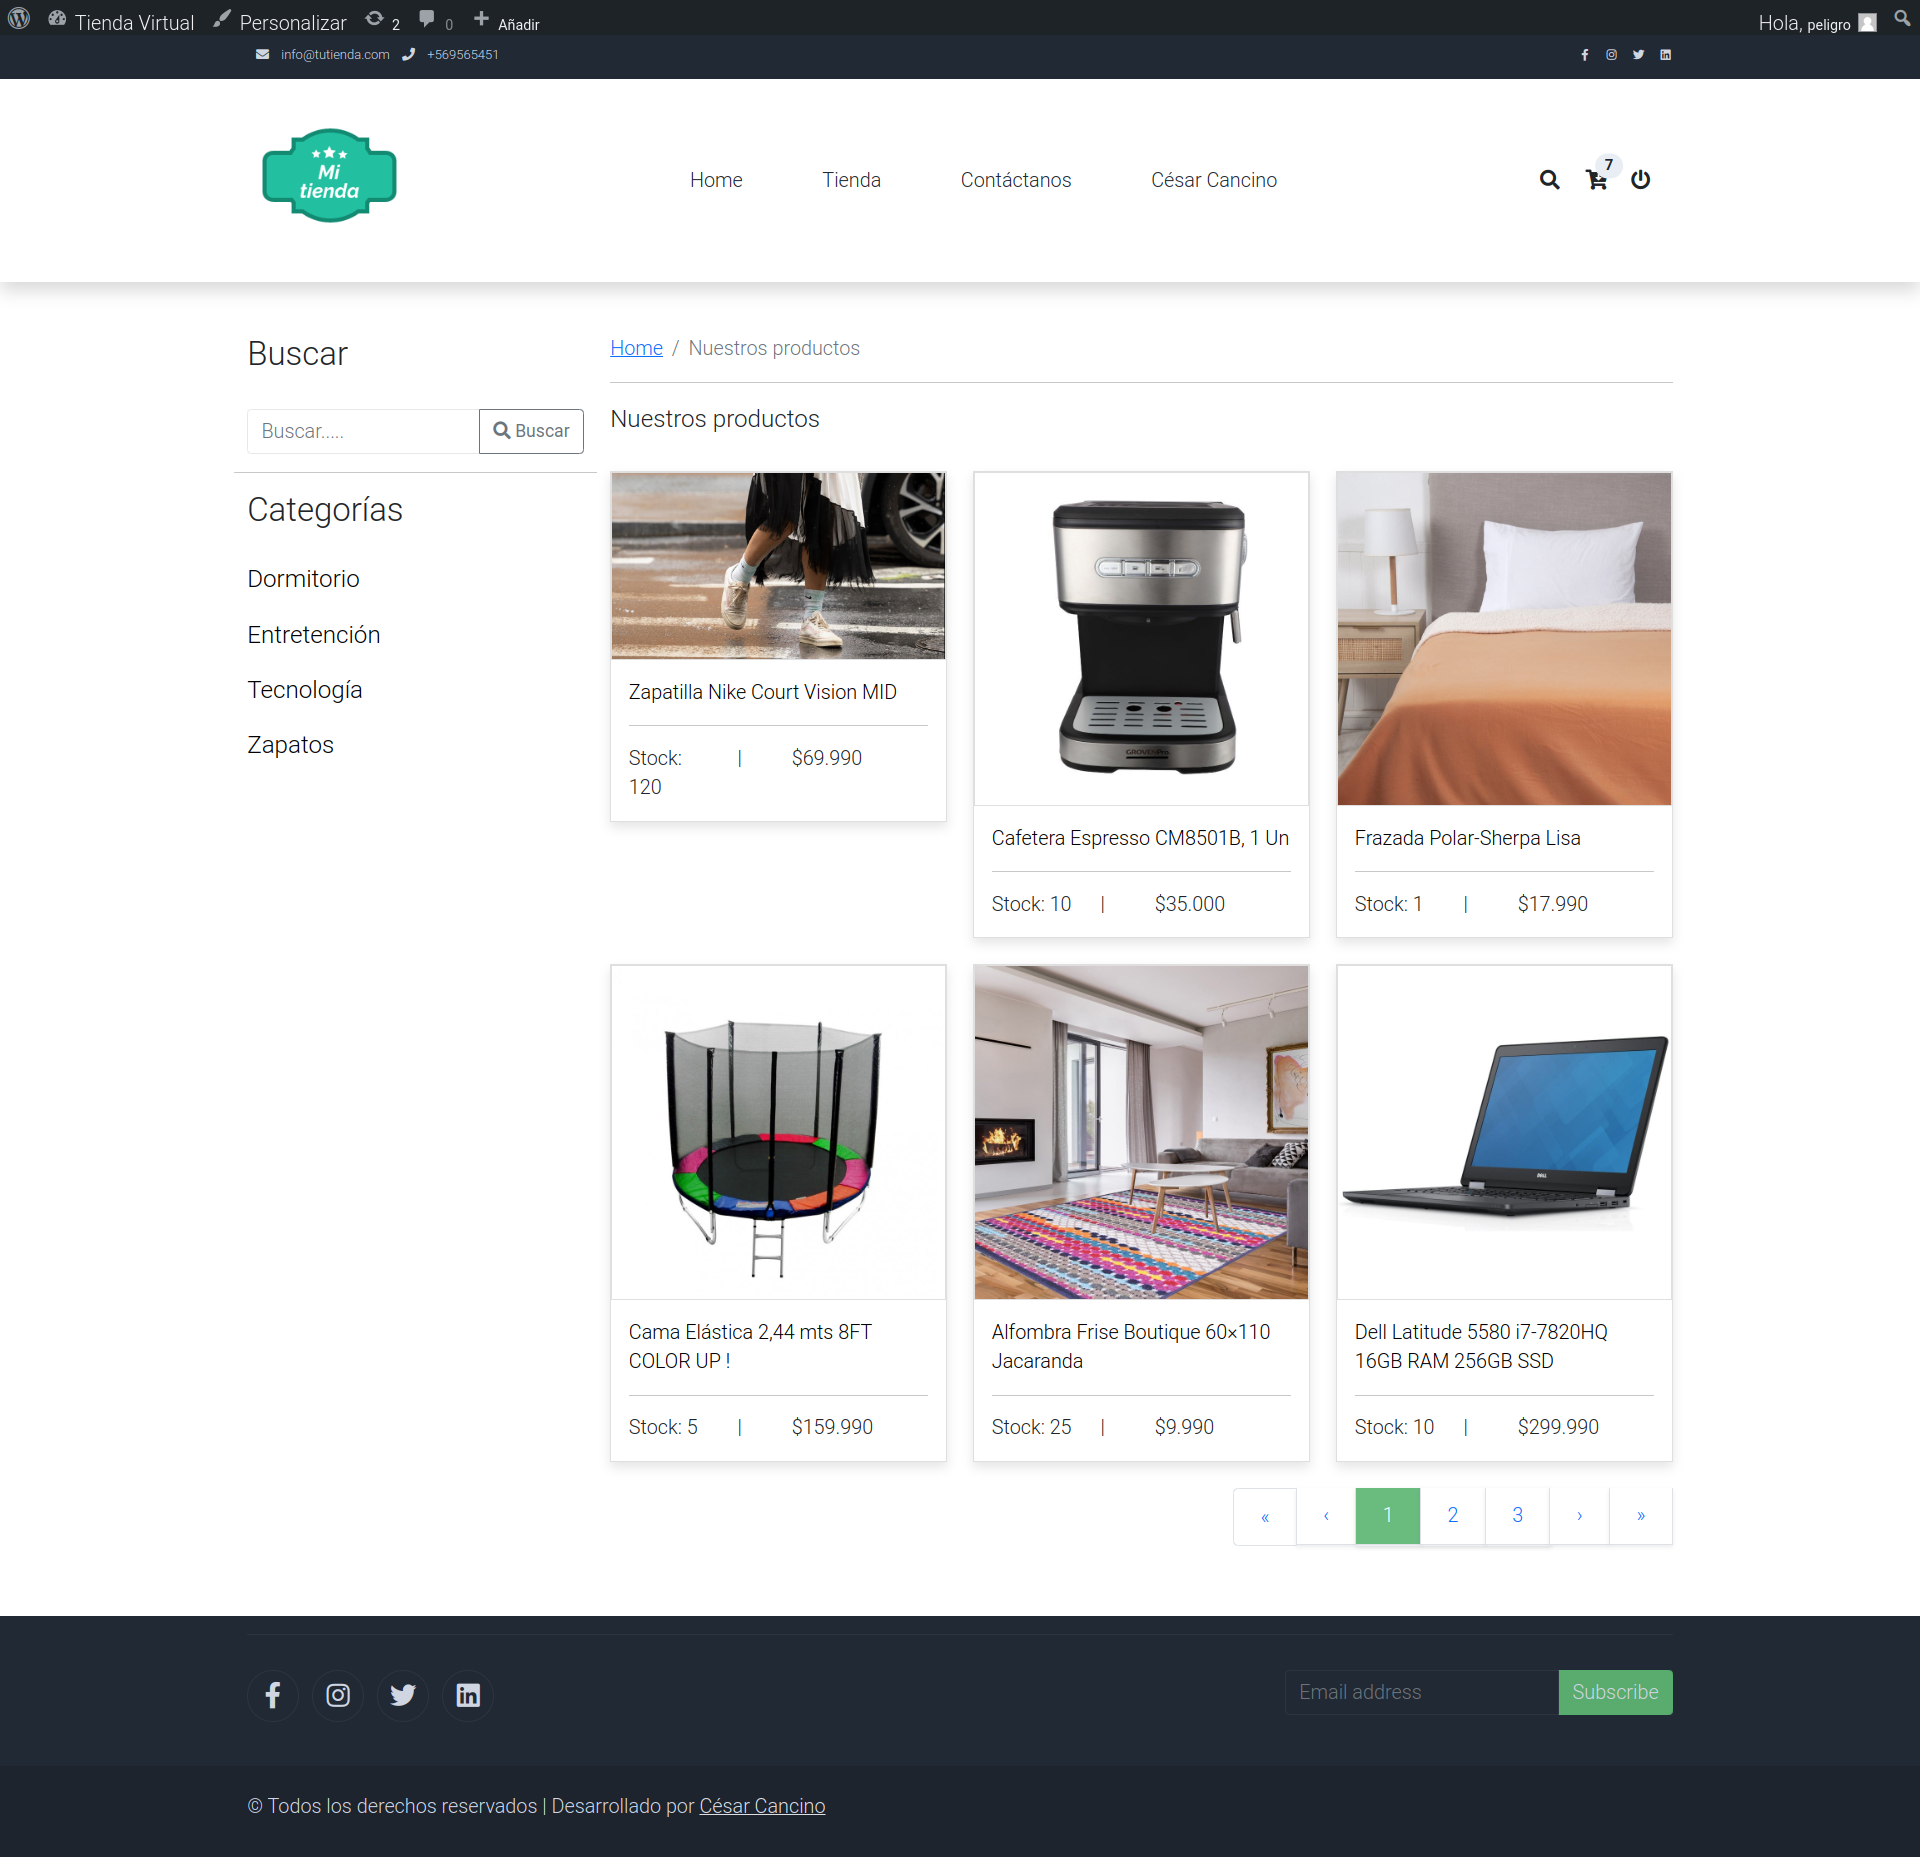 Tienda Virtual Personalizar 2 0 Añadir Hola, peligro
info@tutienda.com +569565451
Mi
tienda
Home Tienda Contáctanos César Cancino 7
Buscar
Buscar..... Buscar
Categorías
Dormitorio
Entretención
Tecnología
Zapatos
Home / Nuestros productos
Nuestros productos
Zapatilla Nike Court Vision MID
Stock: | $69.990
120
GROVENPro.
Cafetera Espresso CM8501B, 1 Un
Stock: 10 | $35.000
Frazada Polar-Sherpa Lisa
Stock: 1 | $17.990
Cama Elástica 2,44 mts 8FT
COLOR UP !
Stock: 5 | $159.990
Alfombra Frise Boutique 60×110
Jacaranda
Stock: 25 | $9.990
DELL
Dell Latitude 5580 i7-7820HQ
16GB RAM 256GB SSD
Stock: 10 | $299.990
« ‹ 1 2 3 › »
Email address Subscribe
© Todos los derechos reservados | Desarrollado por César Cancino